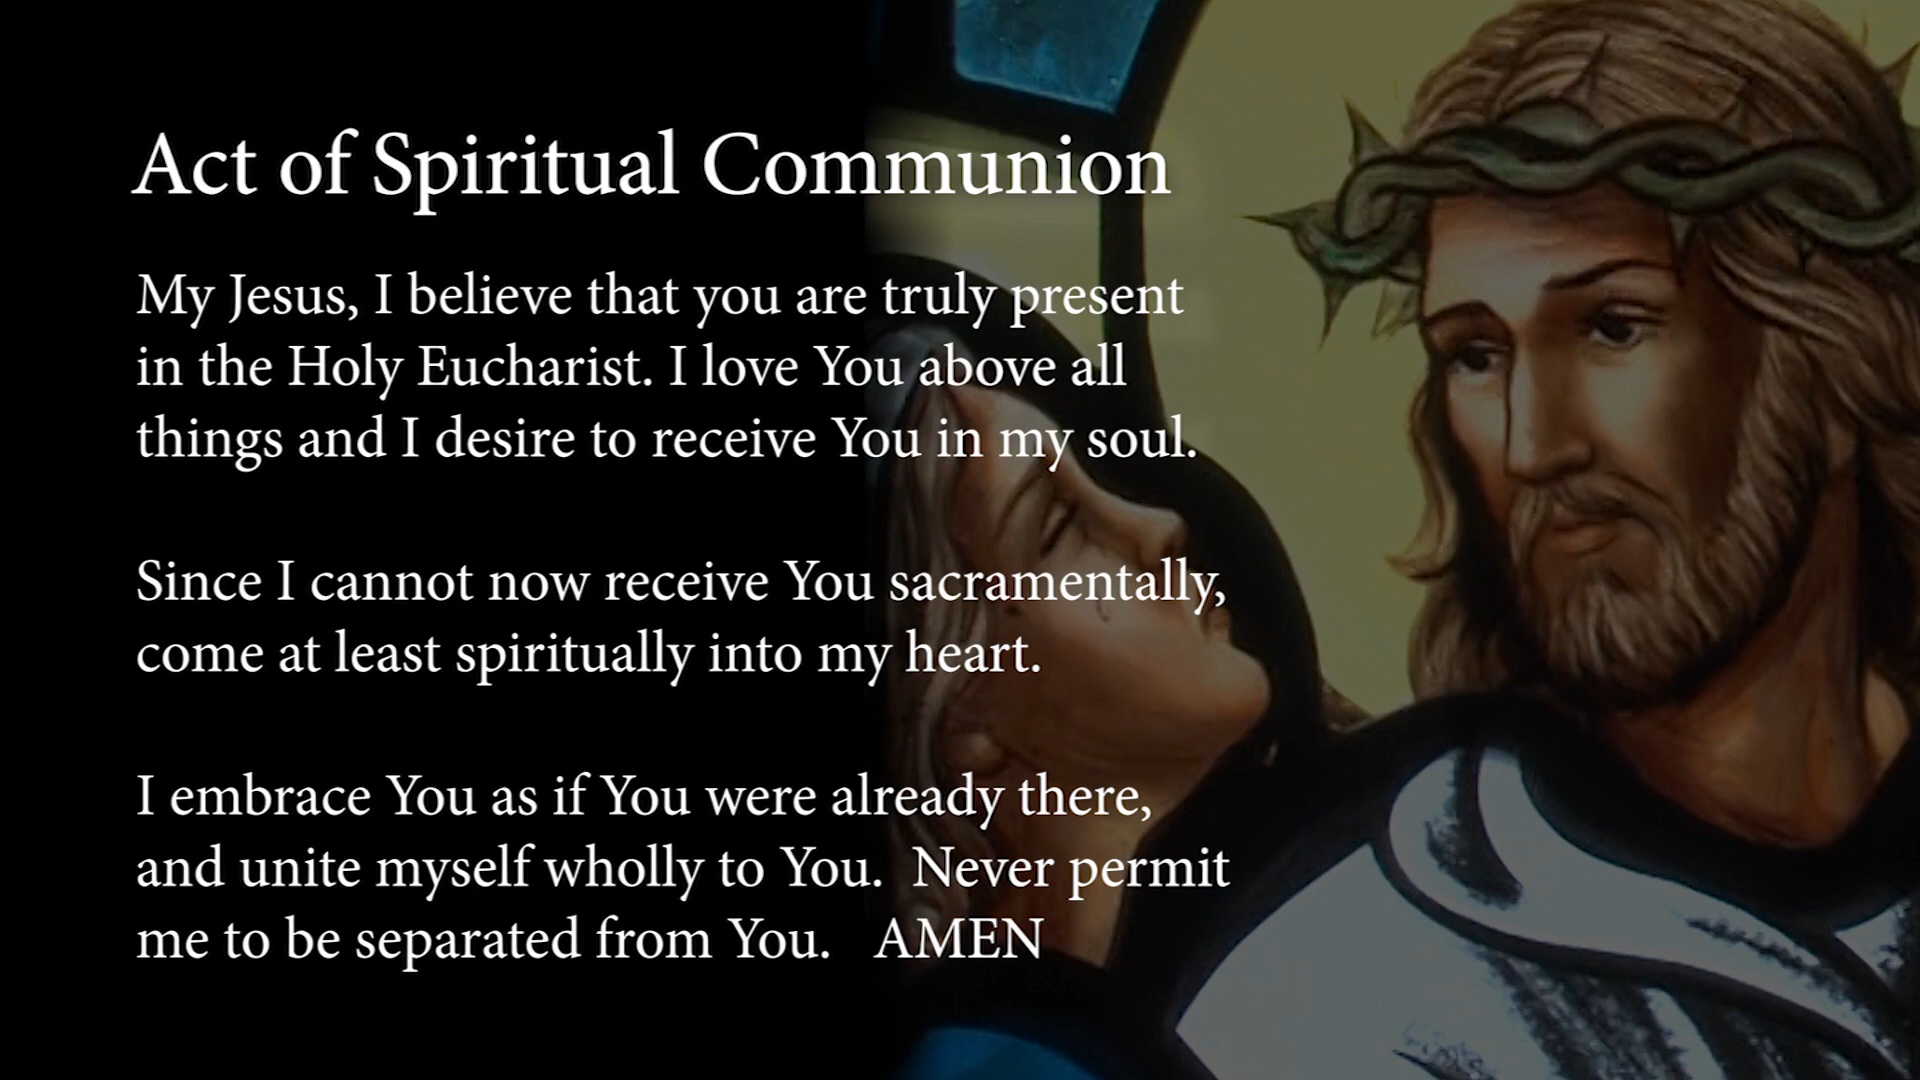 Act of Spiritual Communion
My Jesus, I believe that you are truly present
in the Holy Eucharist. I love You above all
things and I desire to receive You in my soul.
Since I cannot now receive You sacramentally,
come at least spiritually into my heart.
I embrace You as if You were already there,
and unite myself wholly to You.  Never permit
me to be separated from You.   AMEN